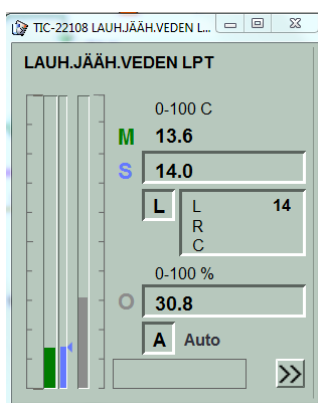 TIC-22108 LAUH.JÄÄH.VEDEN L...
LAUH.JÄÄH.VEDEN LPT
0-100 C
M 13.6
S 14.0
L L 14
R
C
0-100 %
O 30.8
A Auto
>>